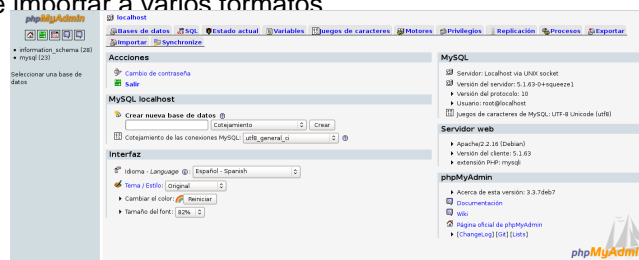 e importar a varios formatos
phpMyAdmin
localhost
Bases de datos SQL Estado actual Variables Juegos de caracteres Motores Privilegios Replicación Procesos Exportar
Importar Synchronize
• information_schema (28)
• mysql (23)
Seleccionar una base de
datos
Acciones
Cambio de contraseña
Salir
MySQL localhost
Crear nueva base de datos
Cotejamiento Crear
Cotejamiento de las conexiones MySQL: utf8_general_ci
Interfaz
Idioma - Language : Español - Spanish
Tema / Estilo: Original
Cambiar el color: Reiniciar
Tamaño del font: 82%
MySQL
Servidor: Localhost via UNIX socket
Versión del servidor: 5.1.63-0+squeeze1
Versión del protocolo: 10
Usuario: root@localhost
Juegos de caracteres de MySQL: UTF-8 Unicode (utf8)
Servidor web
Apache/2.2.16 (Debian)
Versión del cliente: 5.1.63
extensión PHP: mysqli
phpMyAdmin
Acerca de esta versión: 3.3.7deb7
Documentación
Wiki
Página oficial de phpMyAdmin
[ChangeLog] [Git] [Lists]
phpMyAdmi